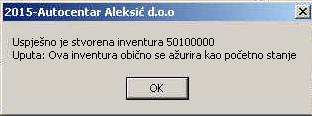 2015-Autocentar Aleksić d.o.o
Uspješno je stvorena inventura 50100000
Uputa: Ova inventura obično se ažurira kao početno stanje
OK